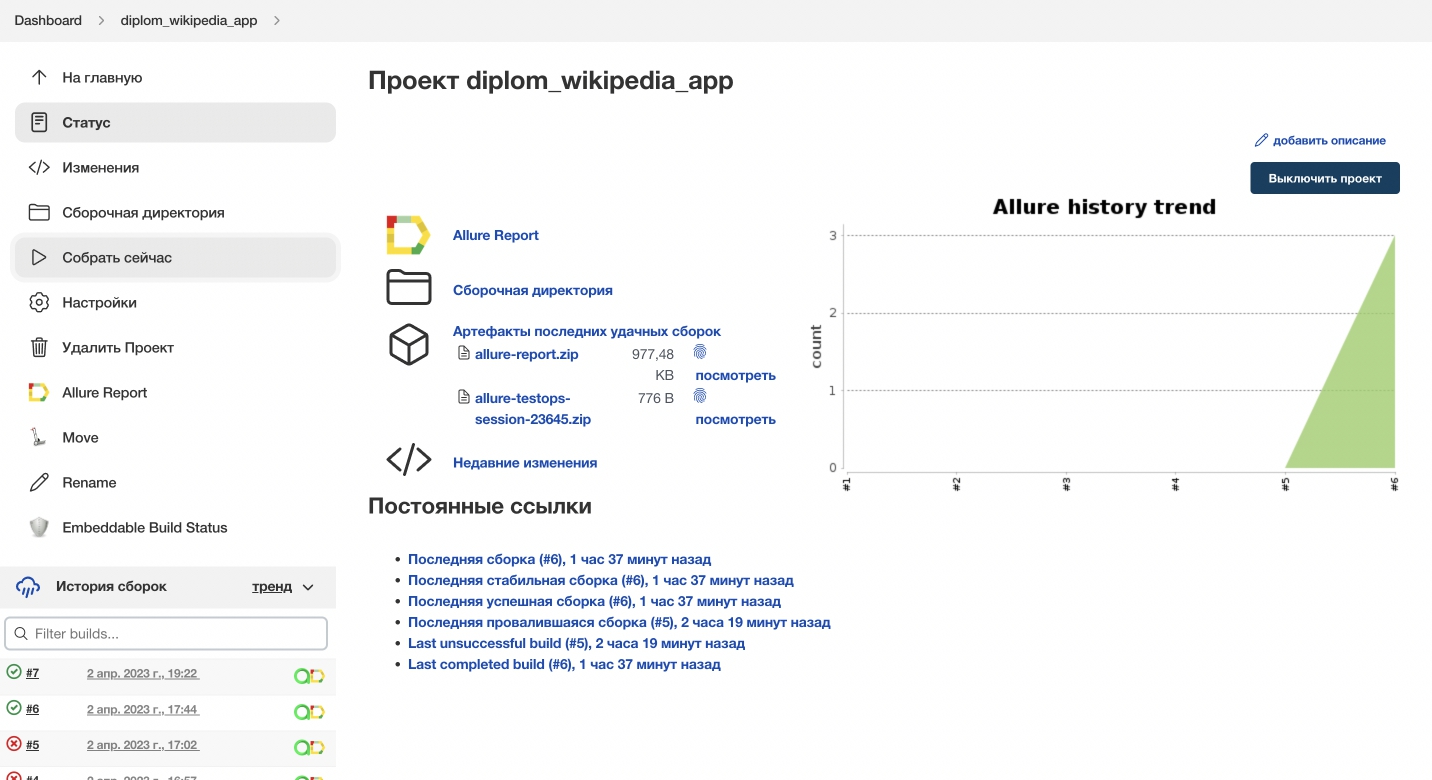 Dashboard
diplom_wikipedia_app
На главную
Статус
Изменения
Сборочная директория
Собрать сейчас
Настройки
Удалить Проект
Allure Report
Move
Rename
Embeddable Build Status
История сборок
тренд
Filter builds...
#7
2 апр. 2023 г., 19:22
#6
2 апр. 2023 г., 17:44
#5
2 апр. 2023 г., 17:02
Проект diplom_wikipedia_app
добавить описание
Выключить проект
Allure Report
Сборочная директория
Артефакты последних удачных сборок
allure-report.zip
977,48
KB
посмотреть
allure-testops-
session-23645.zip
776 B
посмотреть
Недавние изменения
Allure history trend
count
3
2
1
0
#1
#2
#3
#4
#5
#6
Постоянные ссылки
Последняя сборка (#6), 1 час 37 минут назад
Последняя стабильная сборка (#6), 1 час 37 минут назад
Последняя успешная сборка (#6), 1 час 37 минут назад
Последняя провалившаяся сборка (#5), 2 часа 19 минут назад
Last unsuccessful build (#5), 2 часа 19 минут назад
Last completed build (#6), 1 час 37 минут назад